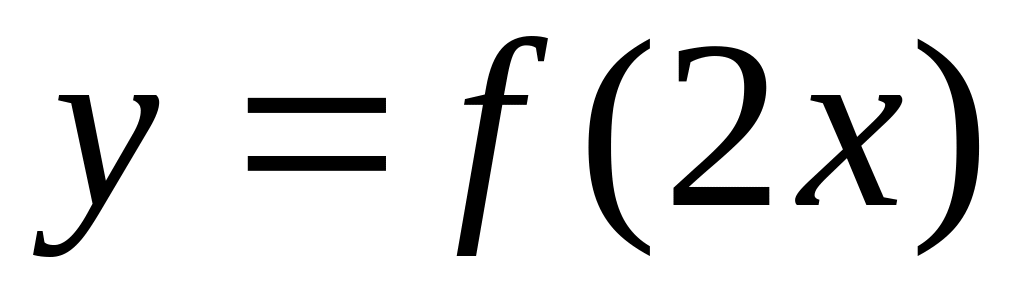 y = f (2x)